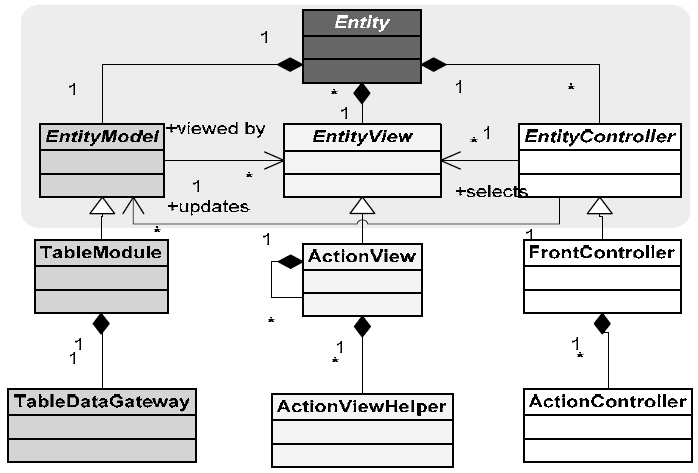 Entity
1
1
*
1
1
*
EntityModel
+viewed by
EntityView
EntityController
*
1
*
1
+updates
+selects
*
1
TableModule
1
ActionView
FrontController
*
1
1
1
*
1
*
TableDataGateway
ActionViewHelper
ActionController